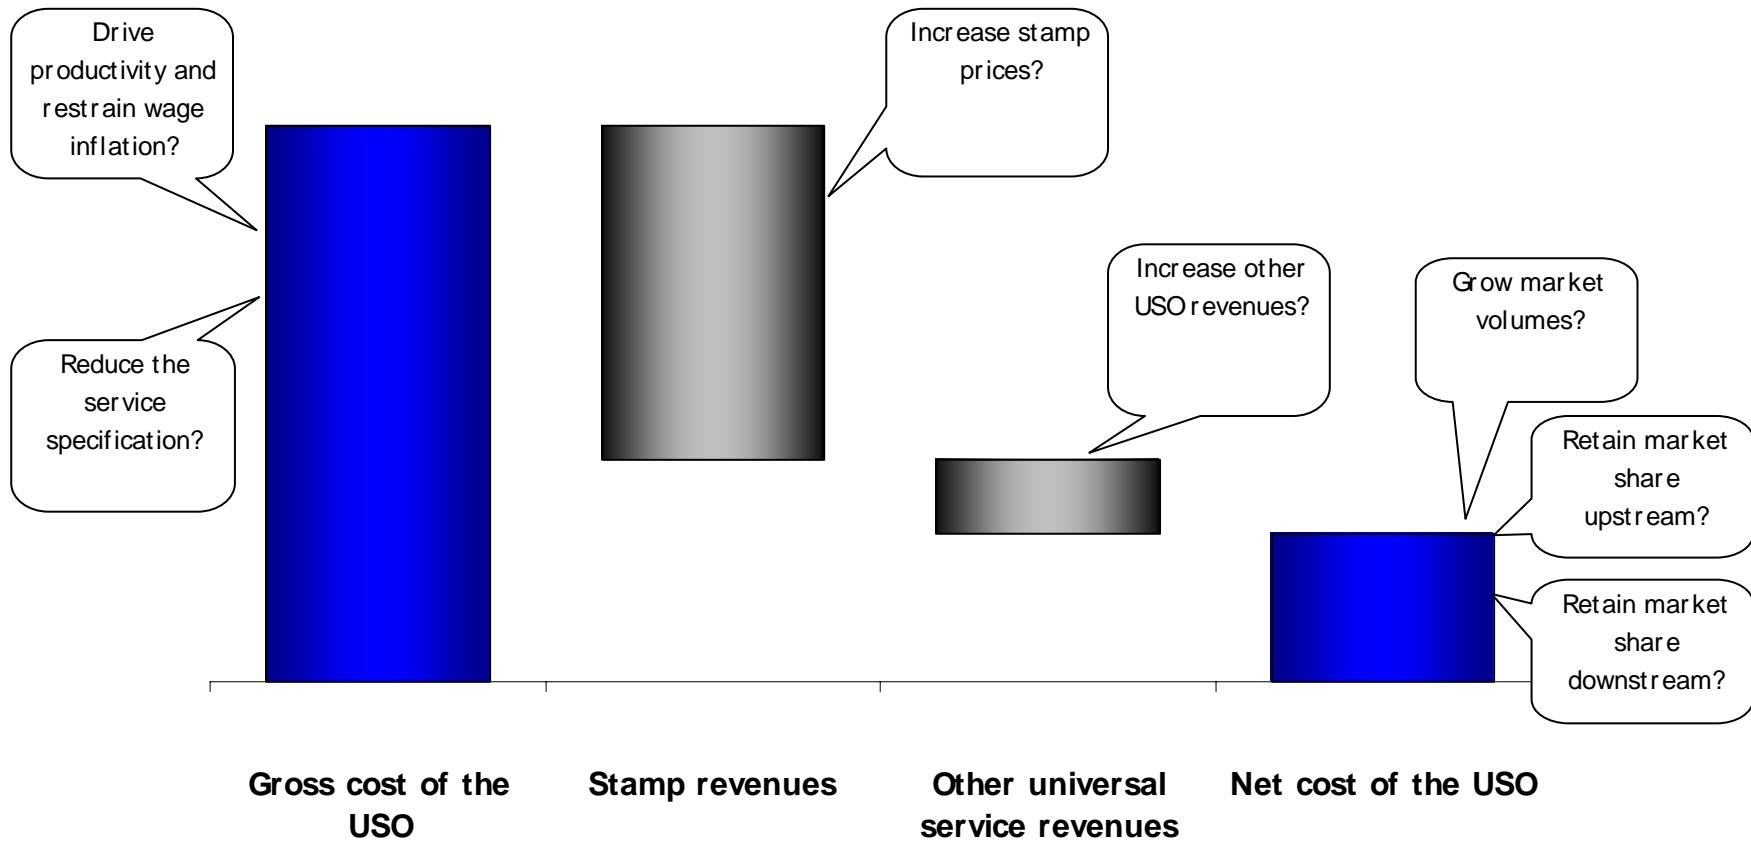 Drive
productivity and
restrain wage
inflation?
Increase stamp
prices?
Increase other
USO revenues?
Grow market
volumes?
Reduce the
service
specification?
Retain market
share
upstream?
Retain market
share
downstream?
Gross cost of the
USO
Stamp revenues
Other universal
service revenues
Net cost of the USO